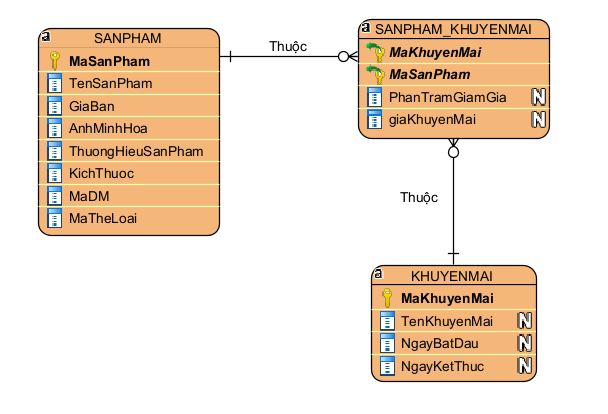 SANPHAM
MaSanPham
TenSanPham
GiaBan
AnhMinhHoa
ThuongHieuSanPham
KichThuoc
MaDM
MaTheLoai
Thuộc
SANPHAM_KHUYENMAI
MaKhuyenMai
MaSanPham
PhanTramGiamGia N
giaKhuyenMai N
Thuộc
KHUYENMAI
MaKhuyenMai
TenKhuyenMai N
NgayBatDau N
NgayKetThuc N